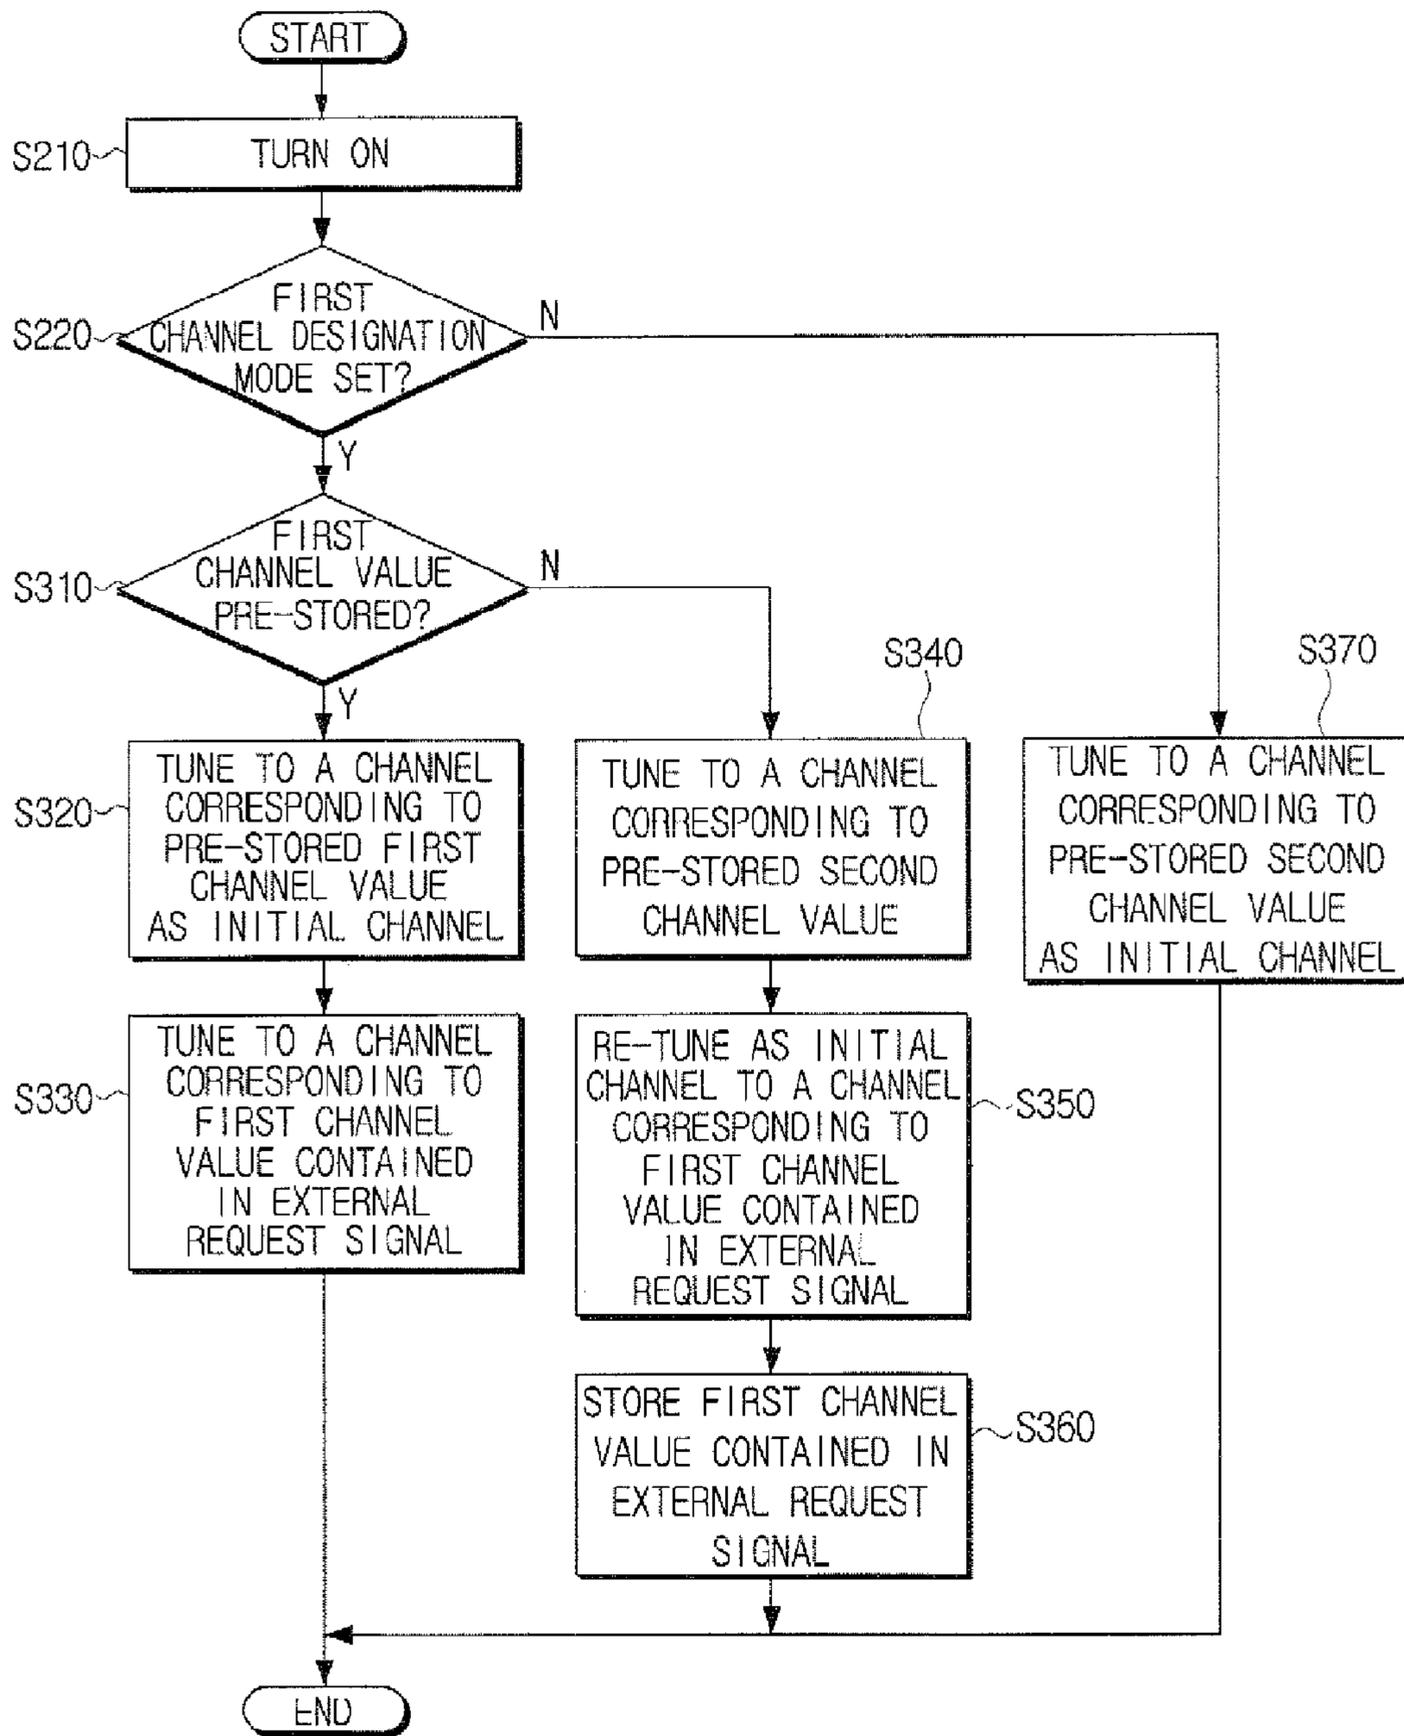 START
S210
TURN ON
S220
FIRST
CHANNEL DESIGNATION
MODE SET?
N
Y
S310
FIRST
CHANNEL VALUE
PRE-STORED?
N
Y
S320
TUNE TO A CHANNEL
CORRESPONDING TO
PRE-STORED FIRST
CHANNEL VALUE
AS INITIAL CHANNEL
S340
TUNE TO A CHANNEL
CORRESPONDING TO
PRE-STORED SECOND
CHANNEL VALUE
S370
TUNE TO A CHANNEL
CORRESPONDING TO
PRE-STORED SECOND
CHANNEL VALUE
AS INITIAL CHANNEL
S330
TUNE TO A CHANNEL
CORRESPONDING TO
FIRST CHANNEL
VALUE CONTAINED
IN EXTERNAL
REQUEST SIGNAL
RE-TUNE AS INITIAL
CHANNEL TO A CHANNEL
CORRESPONDING TO
FIRST CHANNEL
VALUE CONTAINED
IN EXTERNAL
REQUEST SIGNAL
S350
STORE FIRST CHANNEL
VALUE CONTAINED IN
EXTERNAL REQUEST
SIGNAL
S360
END